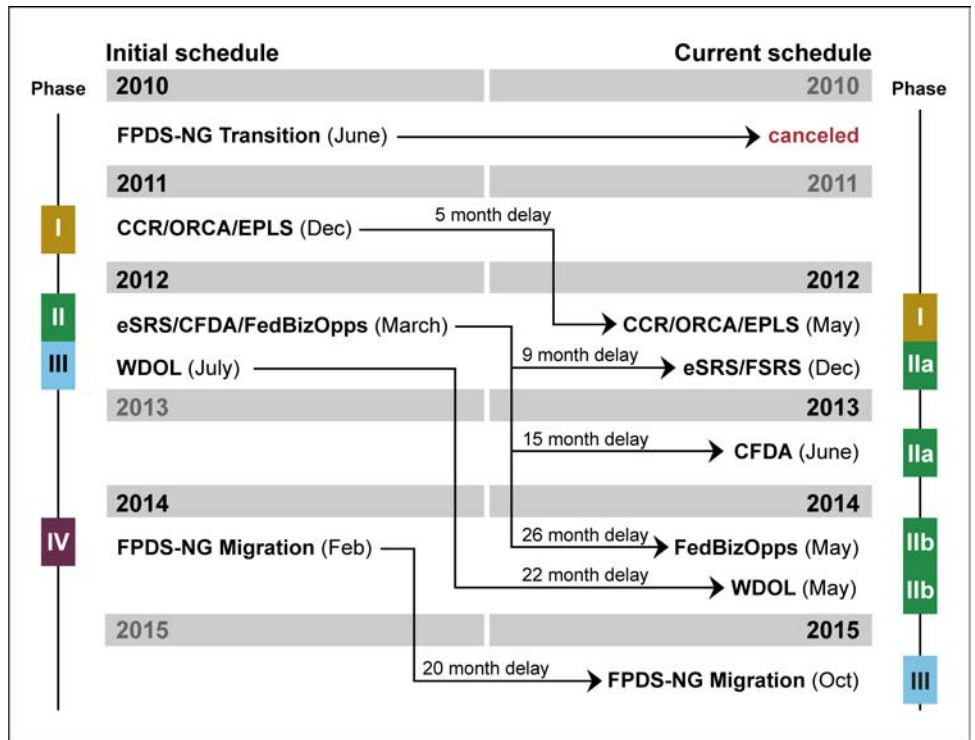 Initial schedule Current schedule
Phase 2010 2010 Phase
FPDS-NG Transition (June) canceled
2011 2011
5 month delay
I CCR/ORCA/EPLS (Dec)
2012 2012
II eSRS/CFDA/FedBizOpps (March) CCR/ORCA/EPLS (May) I
9 month delay
III WDOL (July) eSRS/FSRS (Dec) IIa
2013 2013
15 month delay
CFDA (June) IIa
2014 2014
26 month delay
IV FPDS-NG Migration (Feb) FedBizOpps (May) IIb
22 month delay
WDOL (May) IIb
2015 2015
20 month delay
FPDS-NG Migration (Oct) III